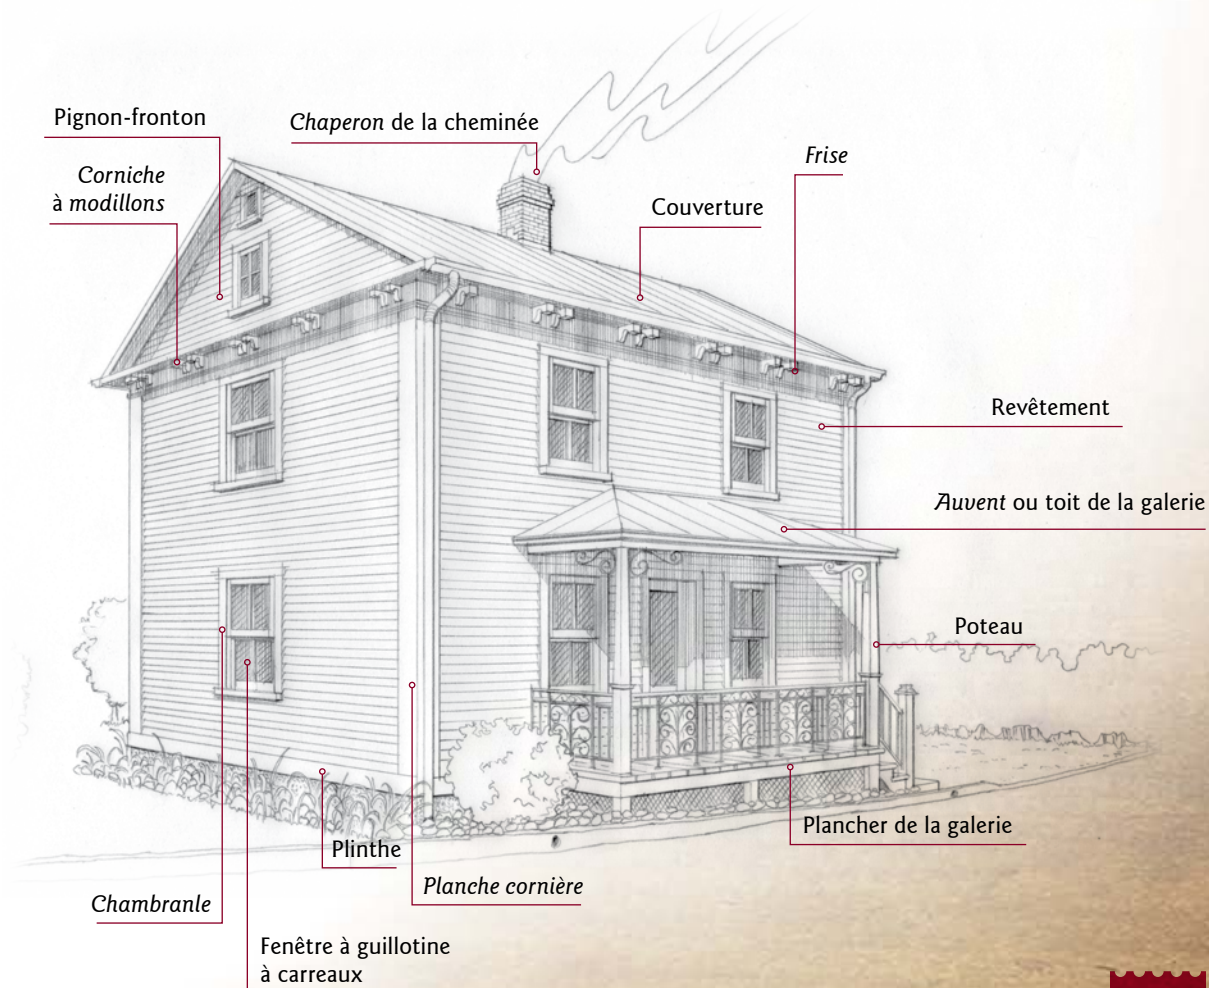 Pignon-fronton
Chaperon de la cheminée
Frise
Corniche
à modillons
Couverture
Revêtement
Auvent ou toit de la galerie
Poteau
Plancher de la galerie
Plinthe
Planche cornière
Chambranle
Fenêtre à guillotine
à carreaux